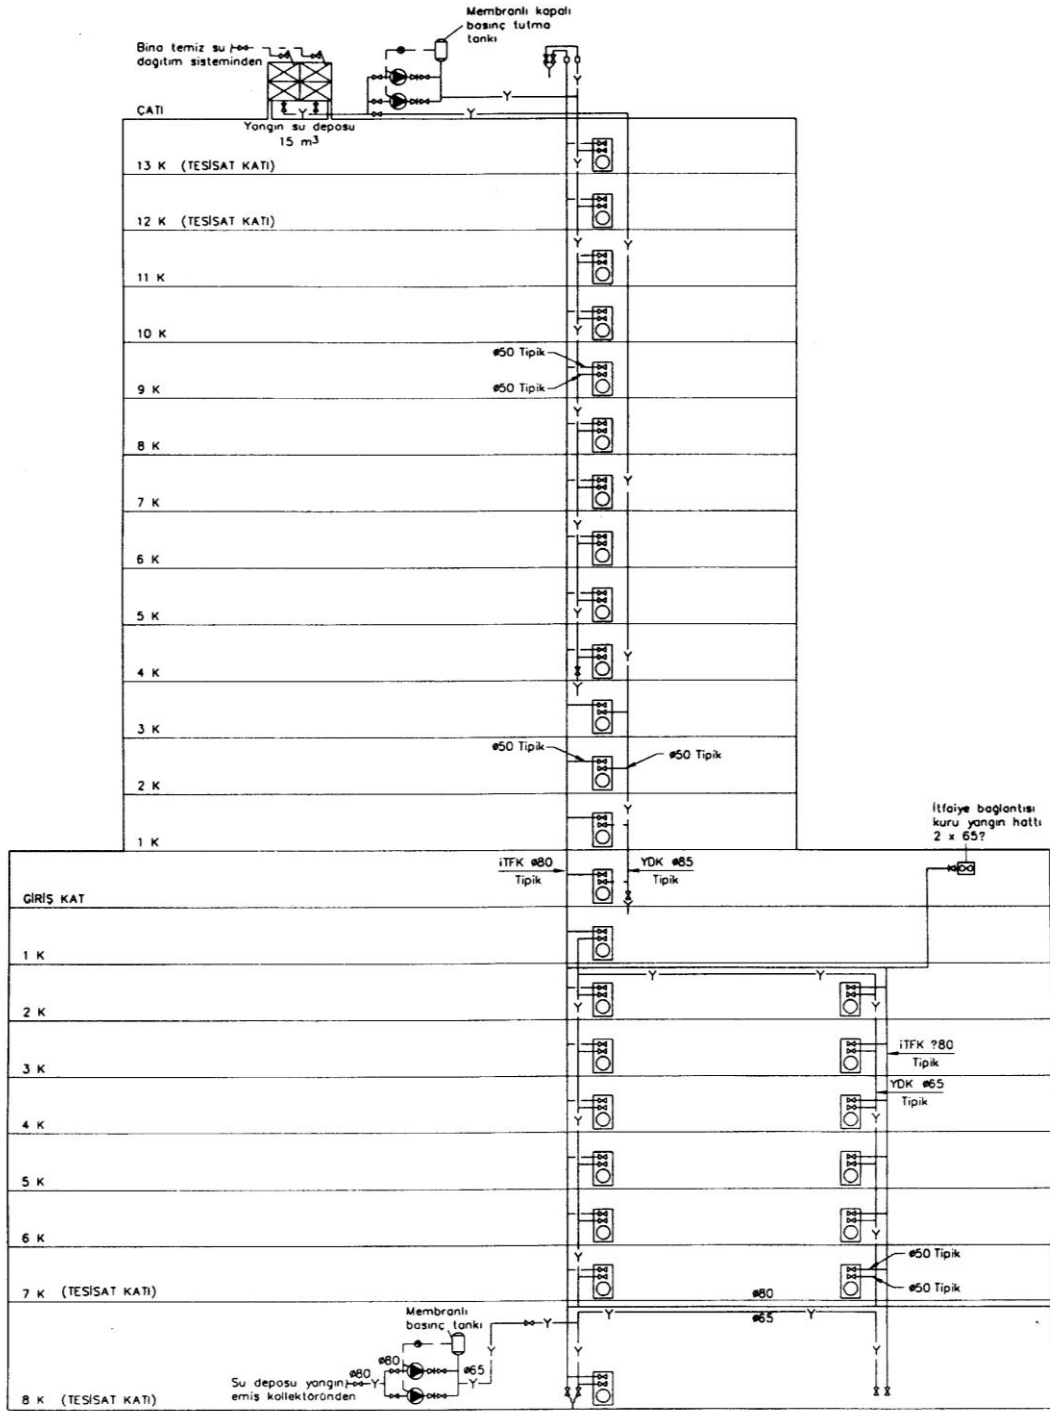 Membranlı kapalı
basınç tutma
tankı
Bina temiz su
dağıtım sisteminden
Y
Y
Y
ÇATI
Yangın su deposu
15 m³
13 K (TESİSAT KATI)
Y
12 K (TESİSAT KATI)
Y
Y
11 K
Y
10 K
Y
ø50 Tipik
ø50 Tipik
9 K
Y
8 K
Y
7 K
Y
Y
6 K
5 K
Y
4 K
Y
Y
3 K
ø50 Tipik
ø50 Tipik
2 K
Y
1 K
İtfaiye bağlantısı
kuru yangın hattı
2 x 65?
İTFK ø80
Tipik
YDK ø85
Tipik
GİRİŞ KAT
1 K
Y
Y
2 K
Y
Y
3 K
İTFK ?80
Tipik
YDK ø65
Tipik
4 K
Y
Y
5 K
6 K
Y
Y
ø50 Tipik
ø50 Tipik
7 K (TESİSAT KATI)
Y
ø80
ø65
Membranlı
basınç tankı
Y
Y
Y
Y
Y
Y
Y
ø80
ø80
ø65
Y
Y
Su deposu yangın
emiş kollektöründen
8 K (TESİSAT KATI)